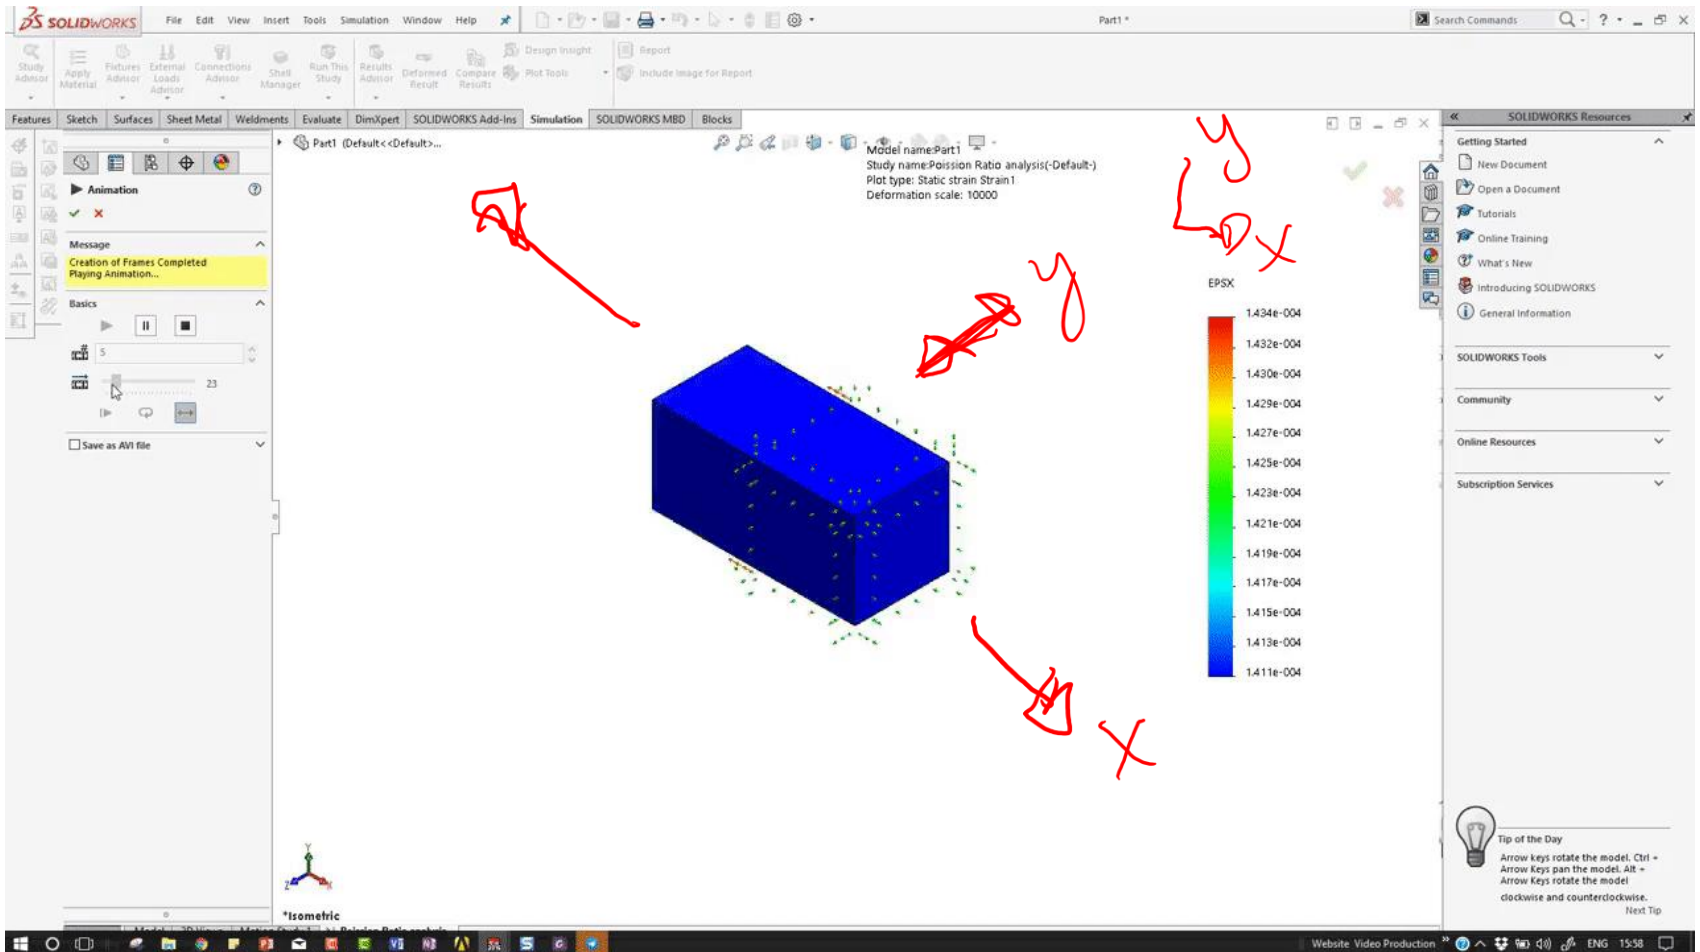 SOLIDWORKS File Edit View Insert Tools Simulation Window Help Part1 * Search Commands
Study Advisor
Apply Material
Fixtures Advisor
External Loads Advisor
Connections Advisor
Shell Manager
Run This Study
Results Advisor
Deformed Result
Compare Results
Design Insight
Plot Tools
Report
Include Image for Report
Features Sketch Surfaces Sheet Metal Weldments Evaluate DimXpert SOLIDWORKS Add-Ins Simulation SOLIDWORKS MBD Blocks
Part1 (Default<<Default>...
Animation
Message
Creation of Frames Completed
Playing Animation...
Basics
5
23
Save as AVI file
Model name:Part1
Study name:Poission Ratio analysis(-Default-)
Plot type: Static strain Strain1
Deformation scale: 10000
y
x
y
x
EPSX
1.434e-004
1.432e-004
1.430e-004
1.429e-004
1.427e-004
1.425e-004
1.423e-004
1.421e-004
1.419e-004
1.417e-004
1.415e-004
1.413e-004
1.411e-004
Y
Z
X
*Isometric
SOLIDWORKS Resources
Getting Started
New Document
Open a Document
Tutorials
Online Training
What's New
Introducing SOLIDWORKS
General Information
SOLIDWORKS Tools
Community
Online Resources
Subscription Services
Tip of the Day
Arrow keys rotate the model. Ctrl +
Arrow Keys pan the model. Alt +
Arrow Keys rotate the model
clockwise and counterclockwise.
Next Tip
Website Video Production ENG 15:58